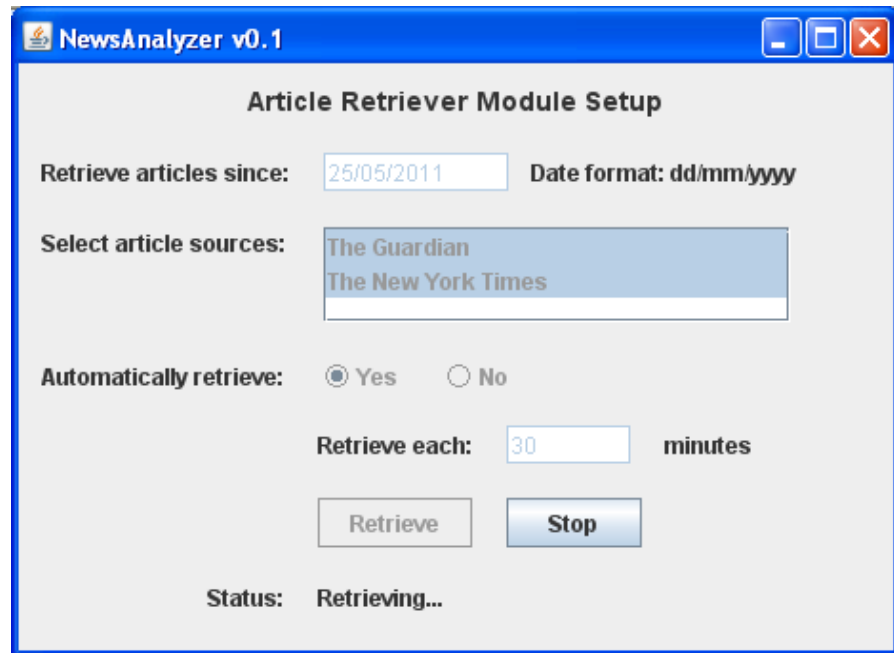 NewsAnalyzer v0.1
Article Retriever Module Setup
Retrieve articles since: 25/05/2011 Date format: dd/mm/yyyy
Select article sources: The Guardian
The New York Times
Automatically retrieve: Yes No
Retrieve each: 30 minutes
Retrieve Stop
Status: Retrieving...